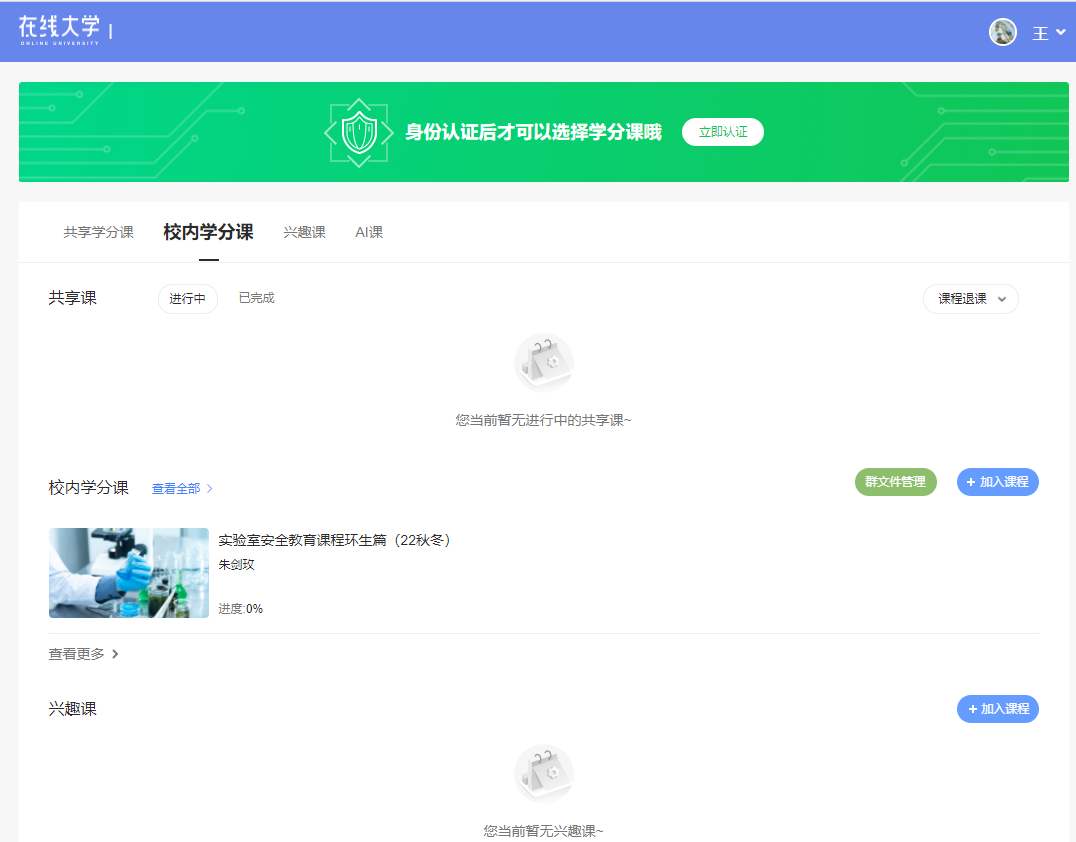 在线大学
ONLINE UNIVERSITY
王
身份认证后才可以选择学分课哦 立即认证
共享学分课 校内学分课 兴趣课 AI课
共享课 进行中 已完成 课程退课
您当前暂无进行中的共享课~
校内学分课 查看全部 群文件管理 + 加入课程
实验室安全教育课程环生篇（22秋冬）
朱剑玫
进度:0%
查看更多
兴趣课 + 加入课程
您当前暂无兴趣课~